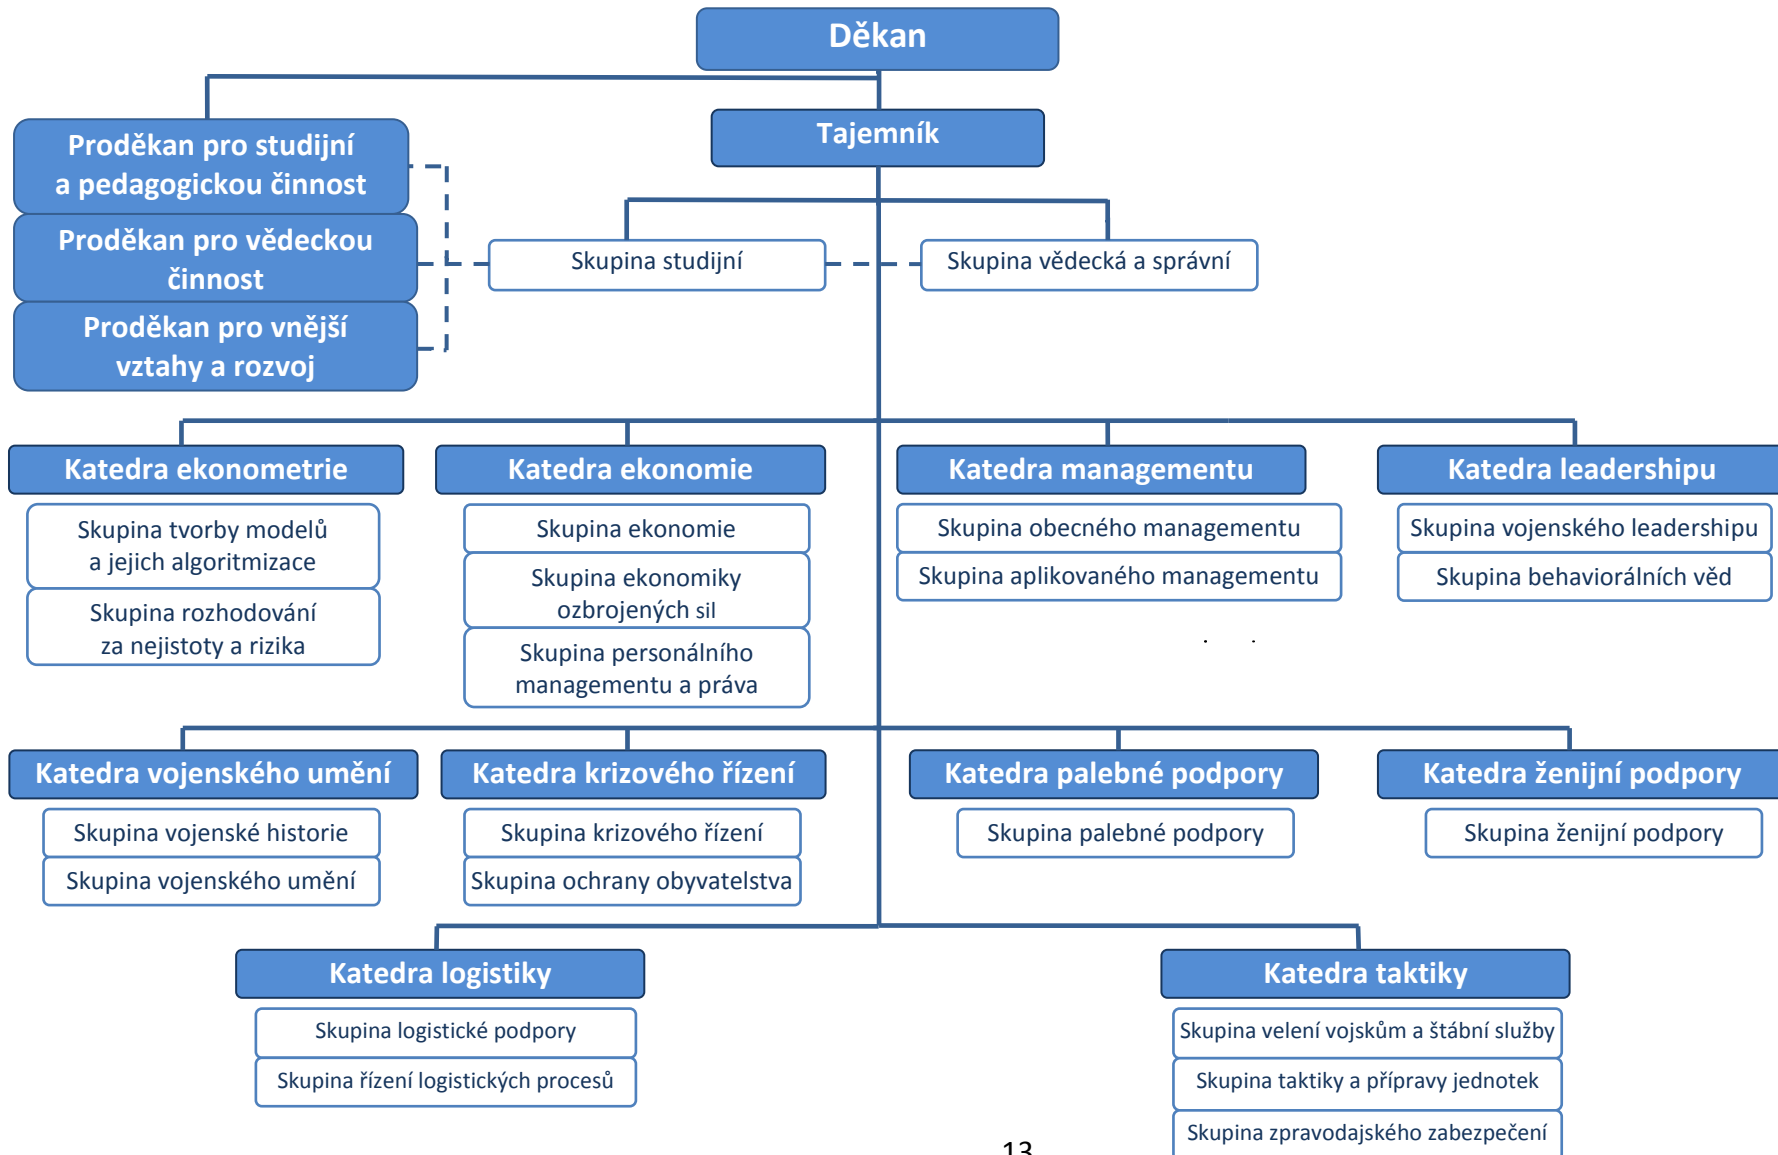 Děkan
Tajemník
Proděkan pro studijní
a pedagogickou činnost
Proděkan pro vědeckou
činnost
Proděkan pro vnější
vztahy a rozvoj
Skupina studijní
Skupina vědecká a správní
Katedra ekonometrie
Skupina tvorby modelů
a jejich algoritmizace
Skupina rozhodování
za nejistoty a rizika
Katedra ekonomie
Skupina ekonomie
Skupina ekonomiky
ozbrojených sil
Skupina personálního
managementu a práva
Katedra managementu
Skupina obecného managementu
Skupina aplikovaného managementu
Katedra leadershipu
Skupina vojenského leadershipu
Skupina behaviorálních věd
Katedra vojenského umění
Skupina vojenské historie
Skupina vojenského umění
Katedra krizového řízení
Skupina krizového řízení
Skupina ochrany obyvatelstva
Katedra palebné podpory
Skupina palebné podpory
Katedra ženijní podpory
Skupina ženijní podpory
Katedra logistiky
Skupina logistické podpory
Skupina řízení logistických procesů
Katedra taktiky
Skupina velení vojskům a štábní služby
Skupina taktiky a přípravy jednotek
Skupina zpravodajského zabezpečení
13